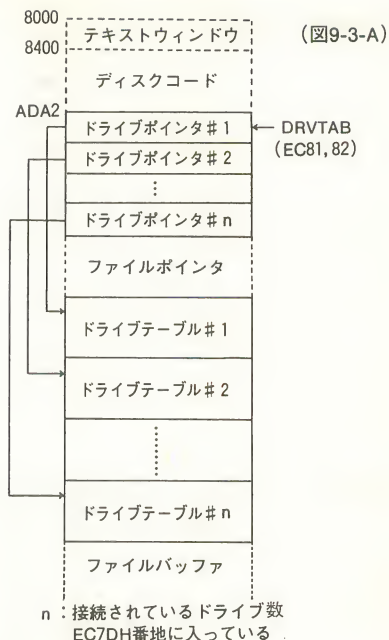 (図9-3-A)
8000
テキストウィンドウ
8400
ディスクコード
ADA2
ドライブポインタ#1
DRVTAB
(EC81, 82)
ドライブポインタ#2
⋮
ドライブポインタ#n
ファイルポインタ
ドライブテーブル#1
ドライブテーブル#2
⋮
ドライブテーブル#n
ファイルバッファ
n:接続されているドライブ数
EC7DH番地に入っている